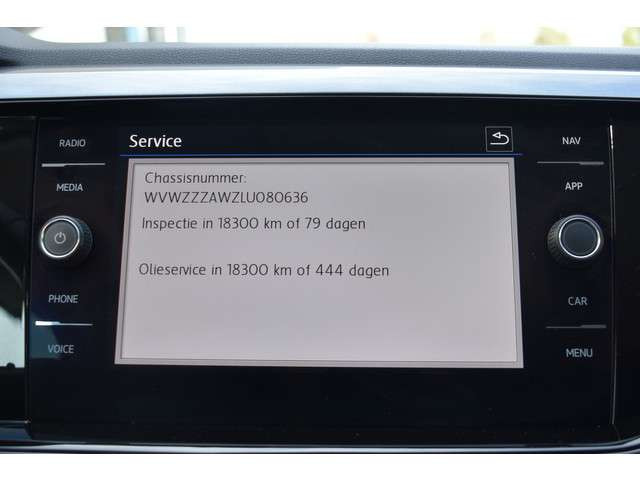 RADIO
MEDIA
PHONE
VOICE
Service
Chassisnummer:
WVWZZZAWZLU080636
Inspectie in 18300 km of 79 dagen
Olieservice in 18300 km of 444 dagen
NAV
APP
CAR
MENU